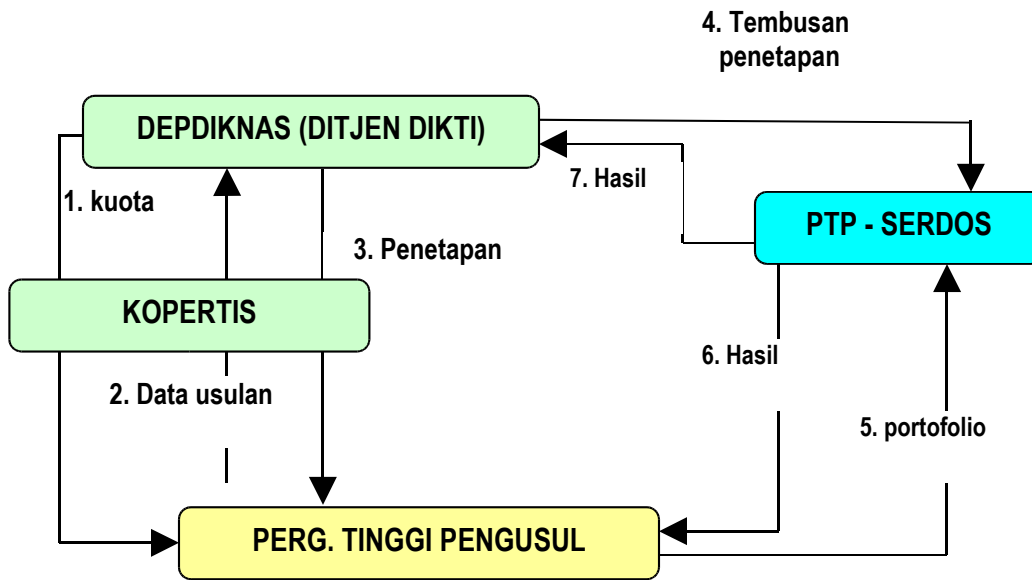 4. Tembusan
penetapan
DEPDIKNAS (DITJEN DIKTI)
7. Hasil
1. kuota
PTP - SERDOS
3. Penetapan
KOPERTIS
6. Hasil
2. Data usulan
5. portofolio
PERG. TINGGI PENGUSUL